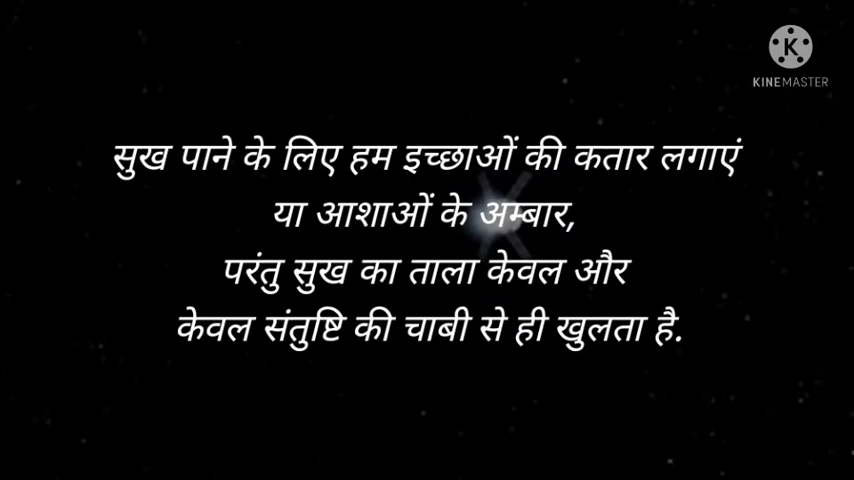 KINEMASTER
सुख पाने के लिए हम इच्छाओं की कतार लगाएं
या आशाओं के अम्बार,
परंतु सुख का ताला केवल और
केवल संतुष्टि की चाबी से ही खुलता है.